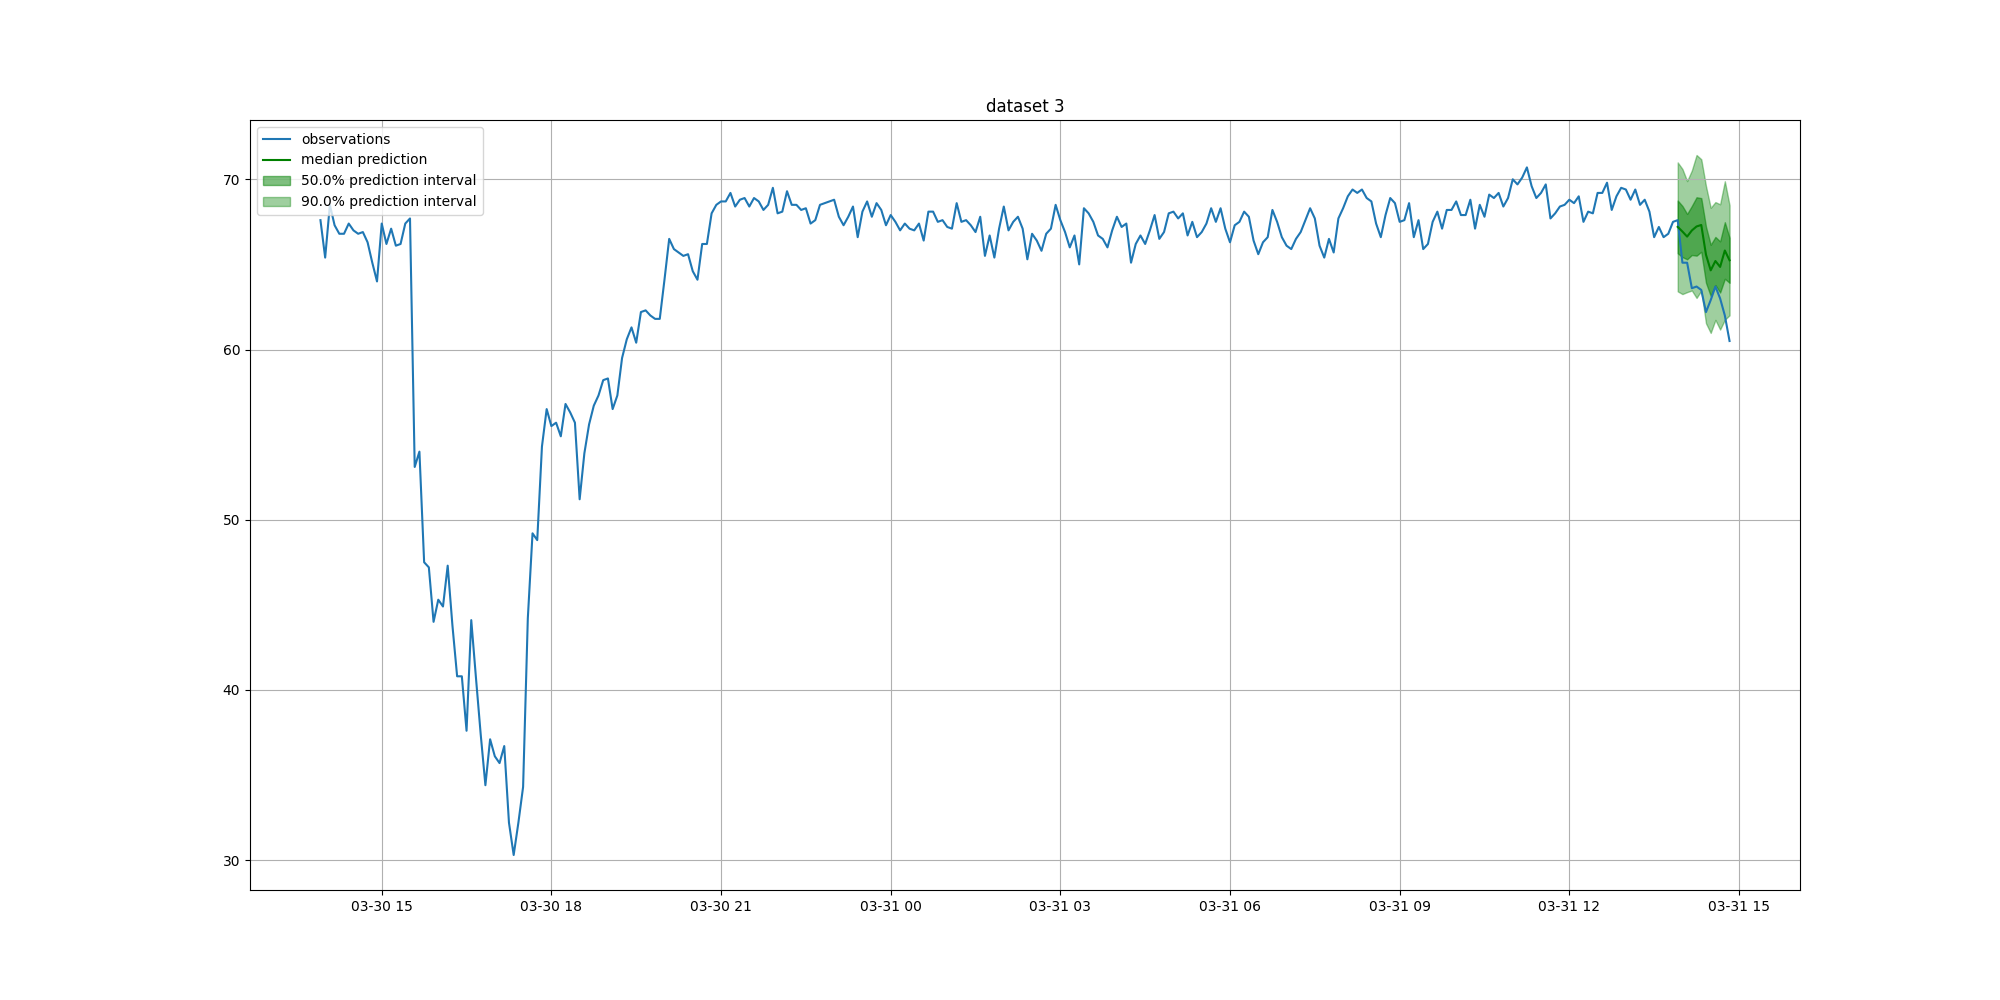 dataset 3
observations
median prediction
50.0% prediction interval
90.0% prediction interval
70
60
50
40
30
03-30 15
03-30 18
03-30 21
03-31 00
03-31 03
03-31 06
03-31 09
03-31 12
03-31 15